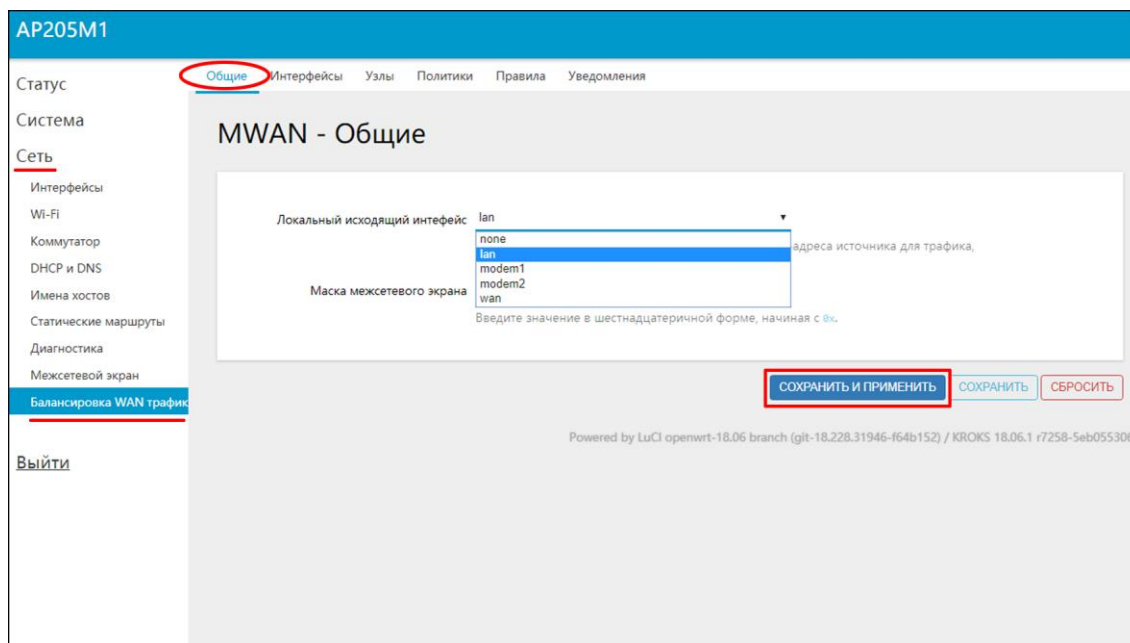 AP205M1
Общие Интерфейсы Узлы Политики Правила Уведомления
Статус
Система
Сеть
Интерфейсы
Wi-Fi
Коммутатор
DHCP и DNS
Имена хостов
Статические маршруты
Диагностика
Межсетевой экран
Балансировка WAN трафик
Выйти
MWAN - Общие
Локальный исходящий интефейс lan
none
lan
modem1
modem2
wan
адреса источника для трафика,
Маска межсетевого экрана
Введите значение в шестнадцатеричной форме, начиная с 0x.
СОХРАНИТЬ И ПРИМЕНИТЬ СОХРАНИТЬ СБРОСИТЬ
Powered by LuCI openwrt-18.06 branch (git-18.228.31946-f64b152) / KROKS 18.06.1 r7258-5eb055306